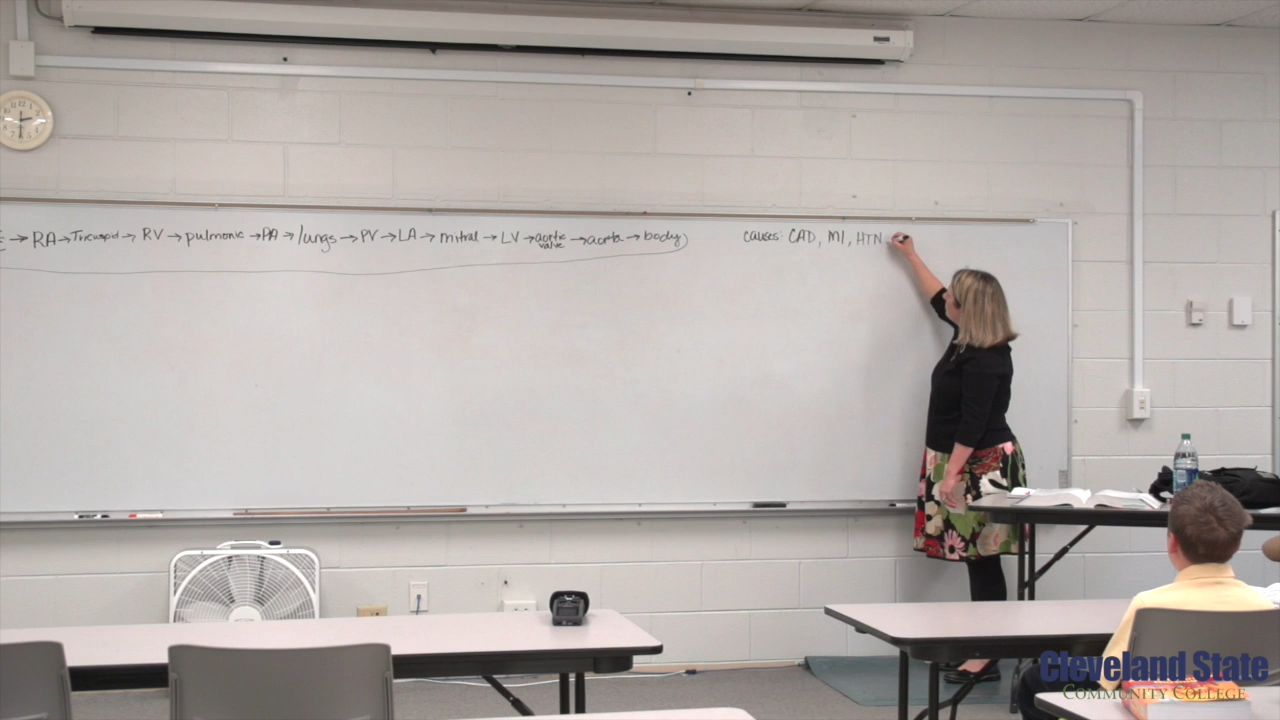 → RA → Tricuspid → RV → pulmonic → PA → lungs → PV → LA → mitral → LV → aortic valve → aorta → body
causes: CAD, MI, HTN
Cleveland State
COMMUNITY COLLEGE